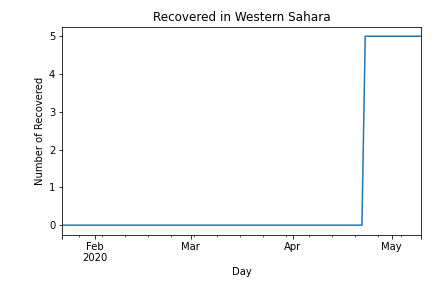 Recovered in Western Sahara
5
4
3
2
1
0
Number of Recovered
Feb
2020
Mar
Apr
May
Day